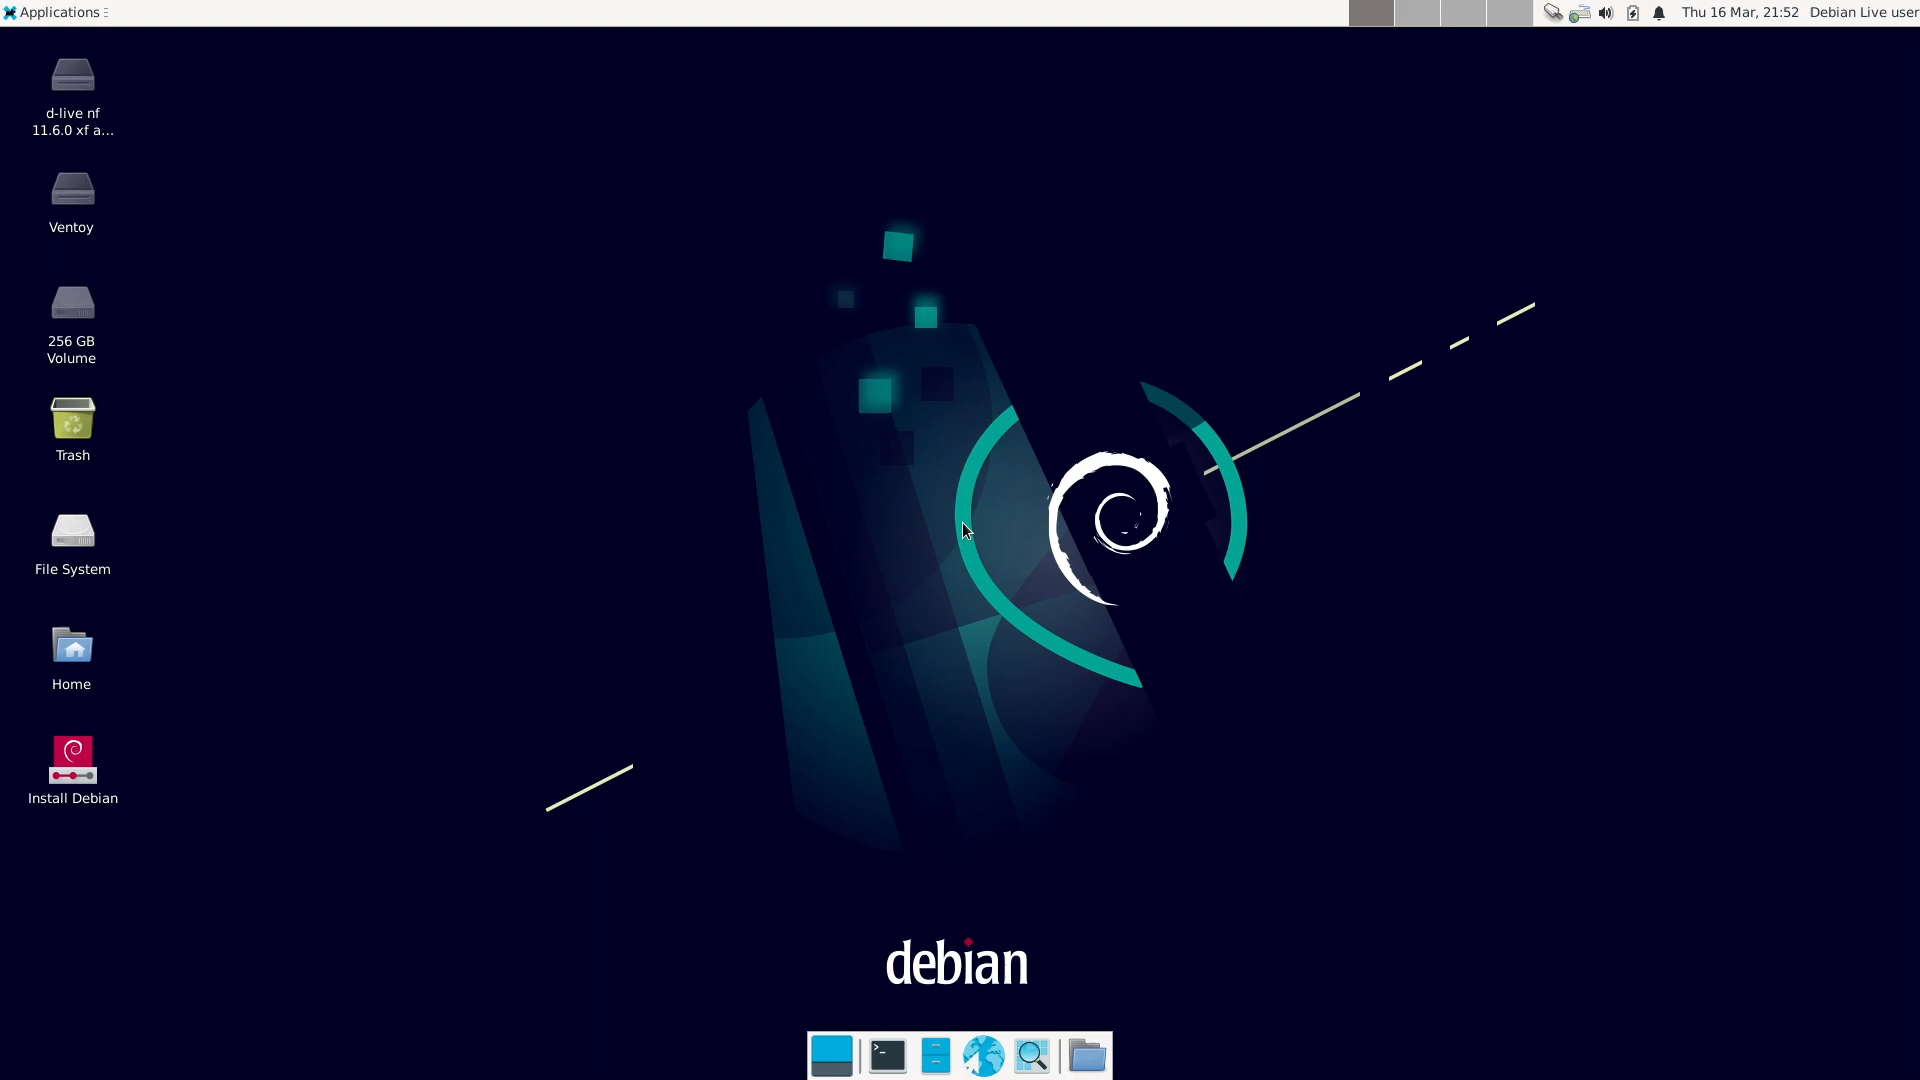 Applications
Thu 16 Mar, 21:52
Debian Live user
d-live nf
11.6.0 xf a...
Ventoy
256 GB
Volume
Trash
File System
Home
Install Debian
debian